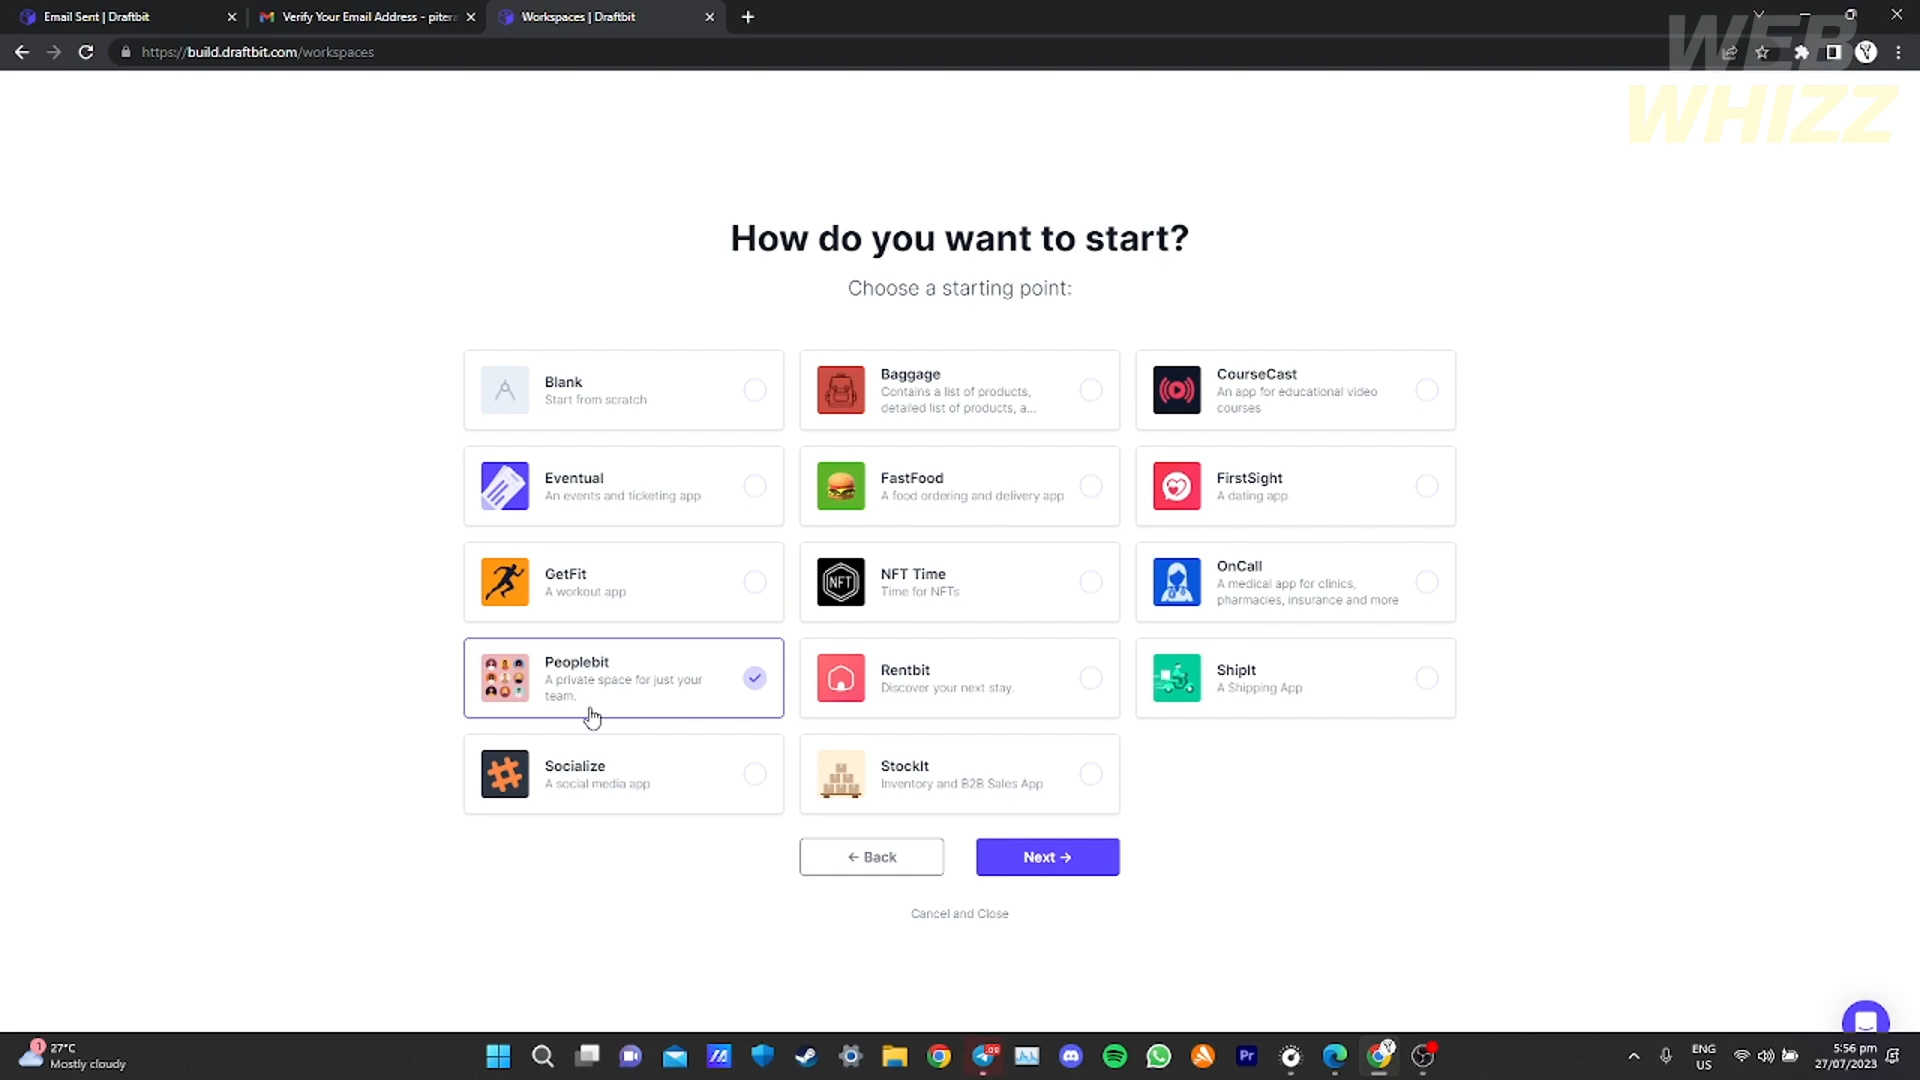 Email Sent | Draftbit
Verify Your Email Address - pitera
Workspaces | Draftbit
https://build.draftbit.com/workspaces
WEB
WHIZZ
How do you want to start?
Choose a starting point:
Blank
Start from scratch
Baggage
Contains a list of products,
detailed list of products, a...
CourseCast
An app for educational video
courses
Eventual
An events and ticketing app
FastFood
A food ordering and delivery app
FirstSight
A dating app
GetFit
A workout app
NFT
NFT Time
Time for NFTs
OnCall
A medical app for clinics,
pharmacies, insurance and more
Peoplebit
A private space for just your
team.
Rentbit
Discover your next stay.
ShipIt
A Shipping App
Socialize
A social media app
StockIt
Inventory and B2B Sales App
← Back
Next →
Cancel and Close
1
27°C
Mostly cloudy
Pr
ENG
US
5:56 pm
27/07/2023